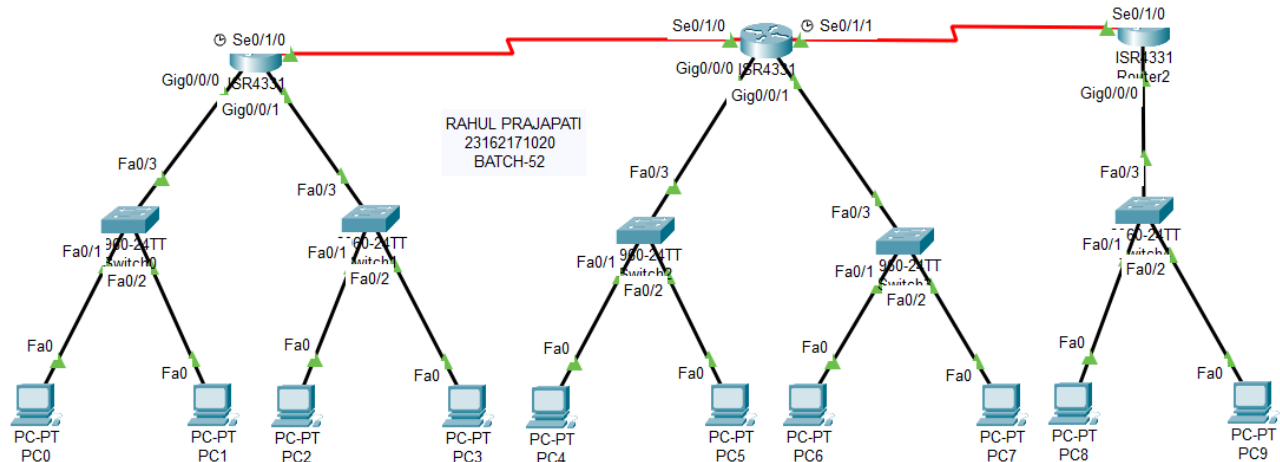 Se0/1/0
Se0/1/0
Se0/1/1
Se0/1/0
ISR4331
ISR4331
ISR4331
Router2
Gig0/0/0
Gig0/0/1
Gig0/0/0
Gig0/0/1
Gig0/0/0
RAHUL PRAJAPATI
23162171020
BATCH-52
Fa0/3
Fa0/3
Fa0/3
Fa0/3
Fa0/3
Fa0/1
Fa0/2
Fa0/1
Fa0/2
Fa0/1
Fa0/2
Fa0/1
Fa0/2
Fa0/1
Fa0/2
Fa0
Fa0
Fa0
Fa0
Fa0
Fa0
Fa0
Fa0
Fa0
Fa0
PC-PT
PC0
PC-PT
PC1
PC-PT
PC2
PC-PT
PC3
PC-PT
PC4
PC-PT
PC5
PC-PT
PC6
PC-PT
PC7
PC-PT
PC8
PC-PT
PC9